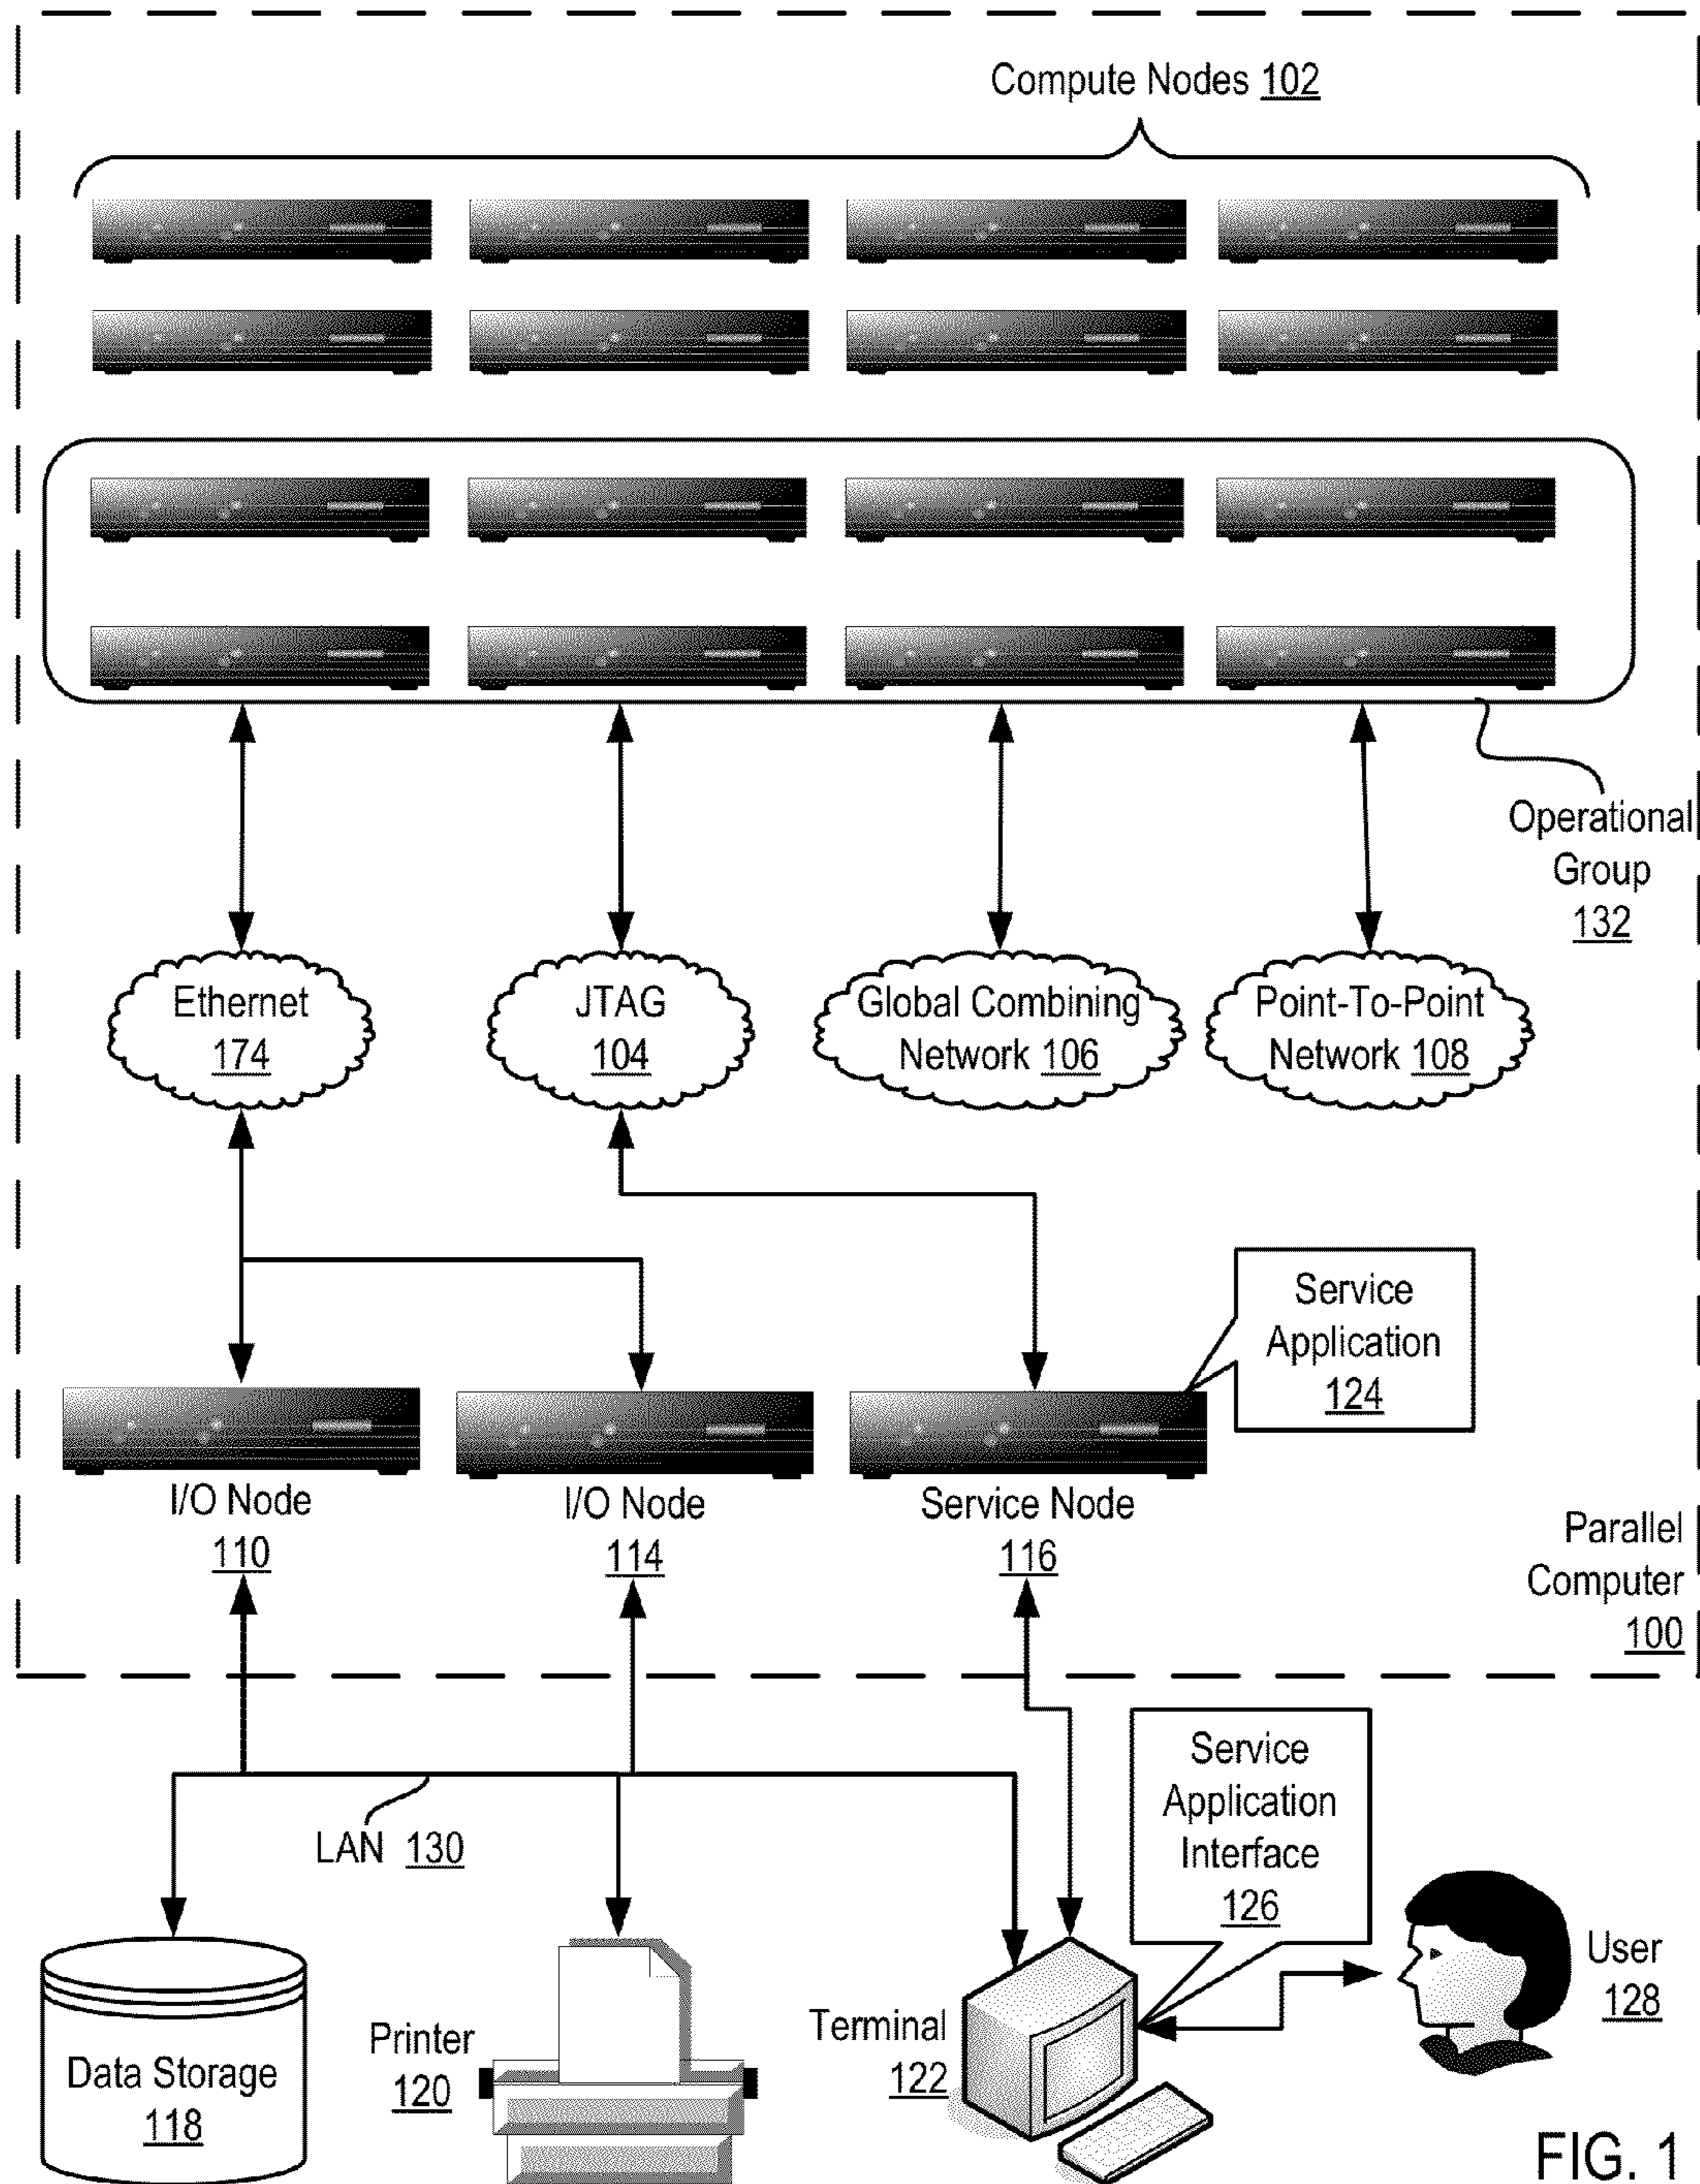 Compute Nodes 102
Operational
Group
132
Ethernet
174
JTAG
104
Global Combining
Network 106
Point-To-Point
Network 108
Service
Application
124
I/O Node
110
I/O Node
114
Service Node
116
Parallel
Computer
100
LAN 130
Service
Application
Interface
126
User
128
Data Storage
118
Printer
120
Terminal
122
FIG. 1